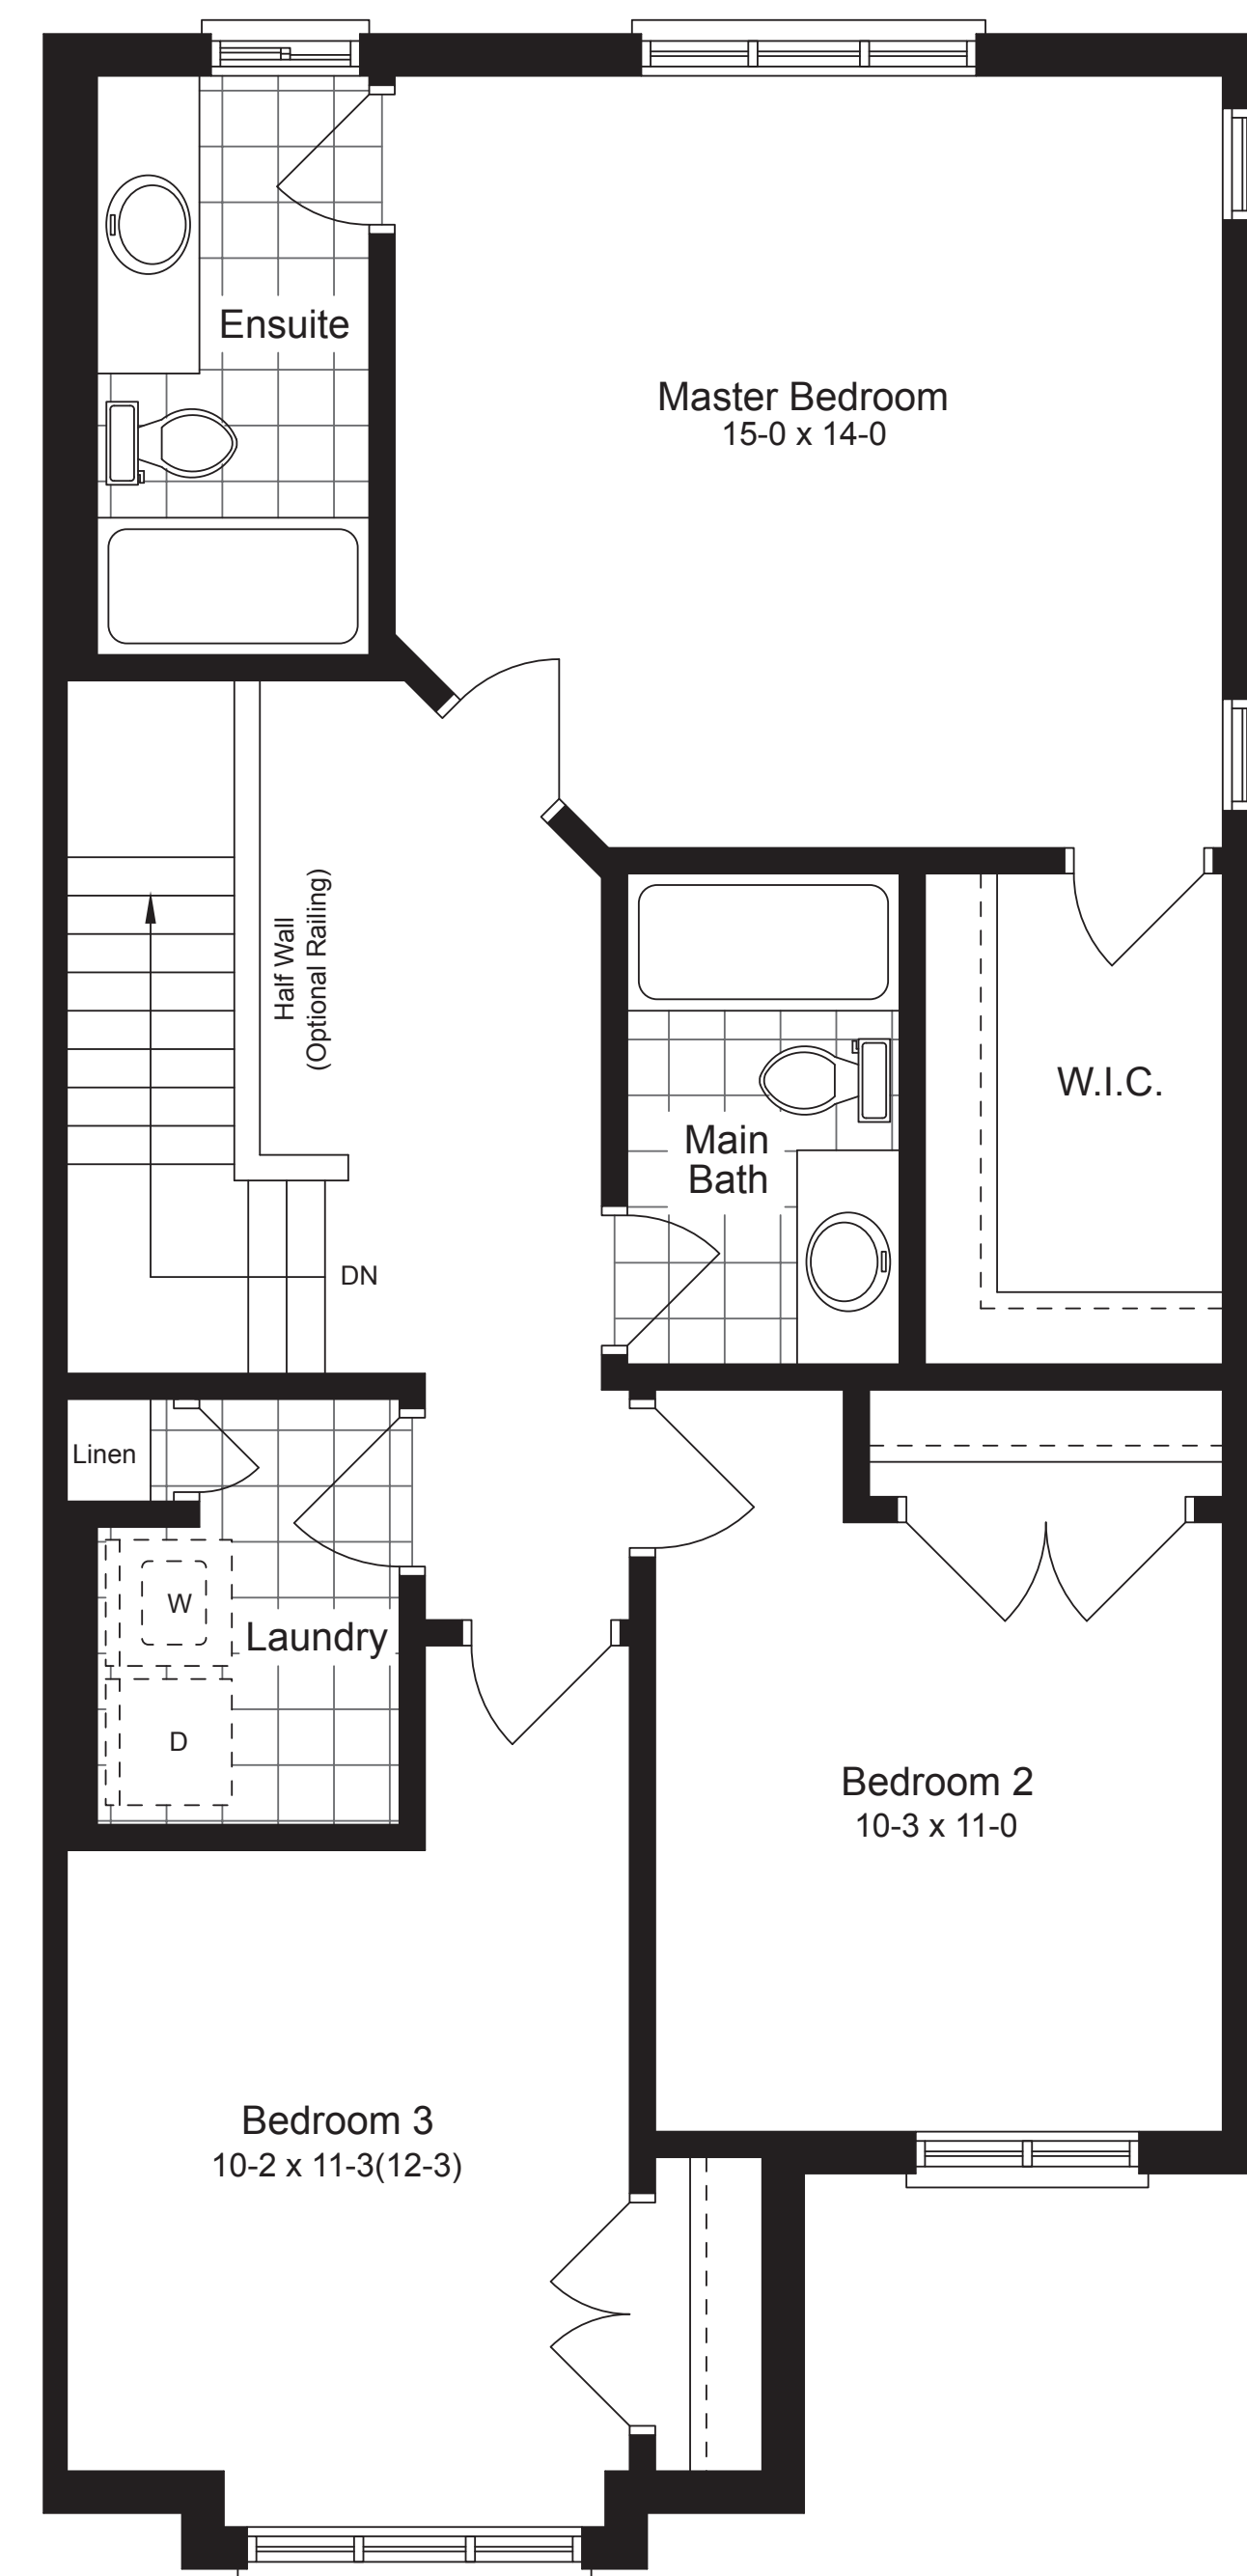 Ensuite
Master Bedroom
15-0 x 14-0
Half Wall
(Optional Railing)
W.I.C.
Main
Bath
DN
Linen
W
Laundry
D
Bedroom 2
10-3 x 11-0
Bedroom 3
10-2 x 11-3(12-3)